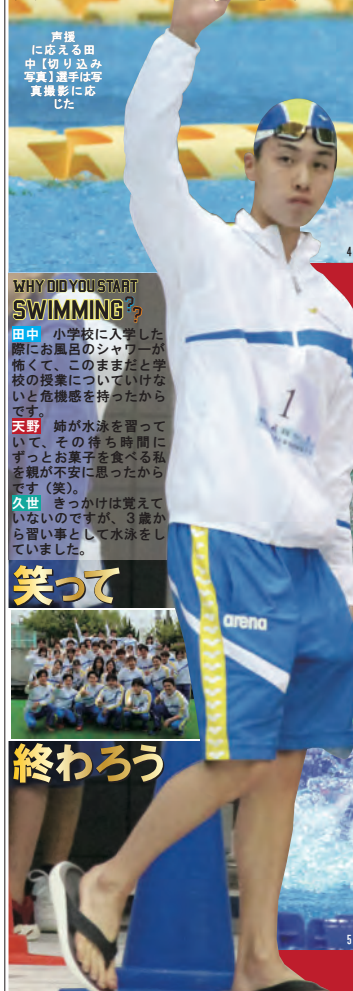 声援
に応える田
中【切り込み
写真】選手は写
真撮影に応
じた
4
WHY DID YOU START
SWIMMING??
田中　小学校に入学した
際にお風呂のシャワーが
怖くて、このままだと学
校の授業についていけな
いと危機感を持ったから
です。
天野　姉が水泳を習って
いて、その待ち時間に
ずっとお菓子を食べる私
を親が不安に思ったから
です（笑）。
久世　きっかけは覚えて
いないのですが、３歳か
ら習い事として水泳をし
ていました。
1
arena
笑って
終わろう
5